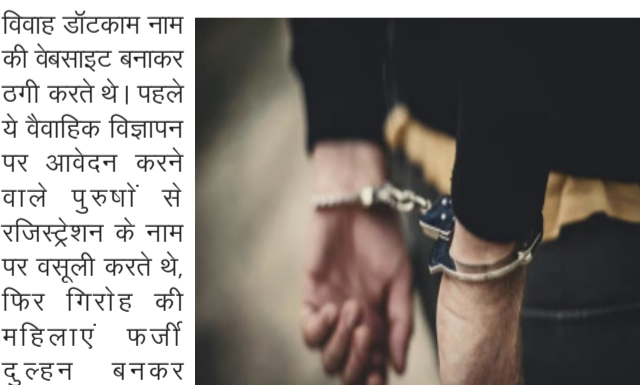 विवाह डॉटकाम नाम
की वेबसाइट बनाकर
ठगी करते थे। पहले
ये वैवाहिक विज्ञापन
पर आवेदन करने
वाले पुरुषों से
रजिस्ट्रेशन के नाम
पर वसूली करते थे,
फिर गिरोह की
महिलाएं फर्जी
दुल्हन बनकर